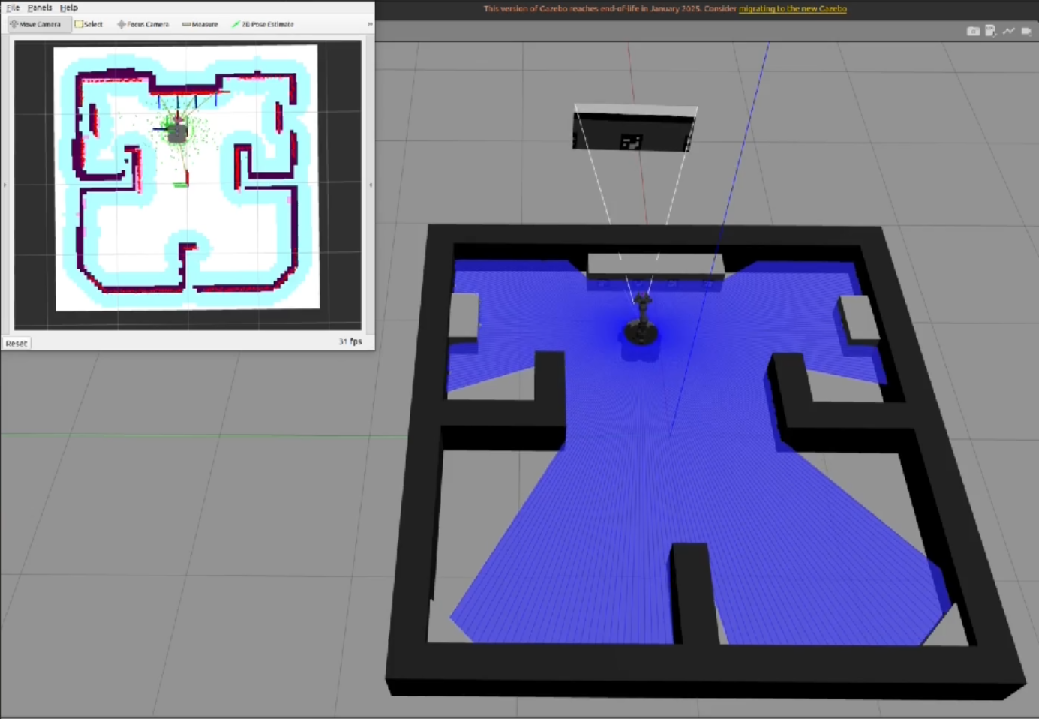 File Panels Help
Move Camera Select Focus Camera Measure 2D Pose Estimate
This version of Gazebo reaches end-of-life in January 2025. Consider migrating to the new Gazebo
Reset
31 fps